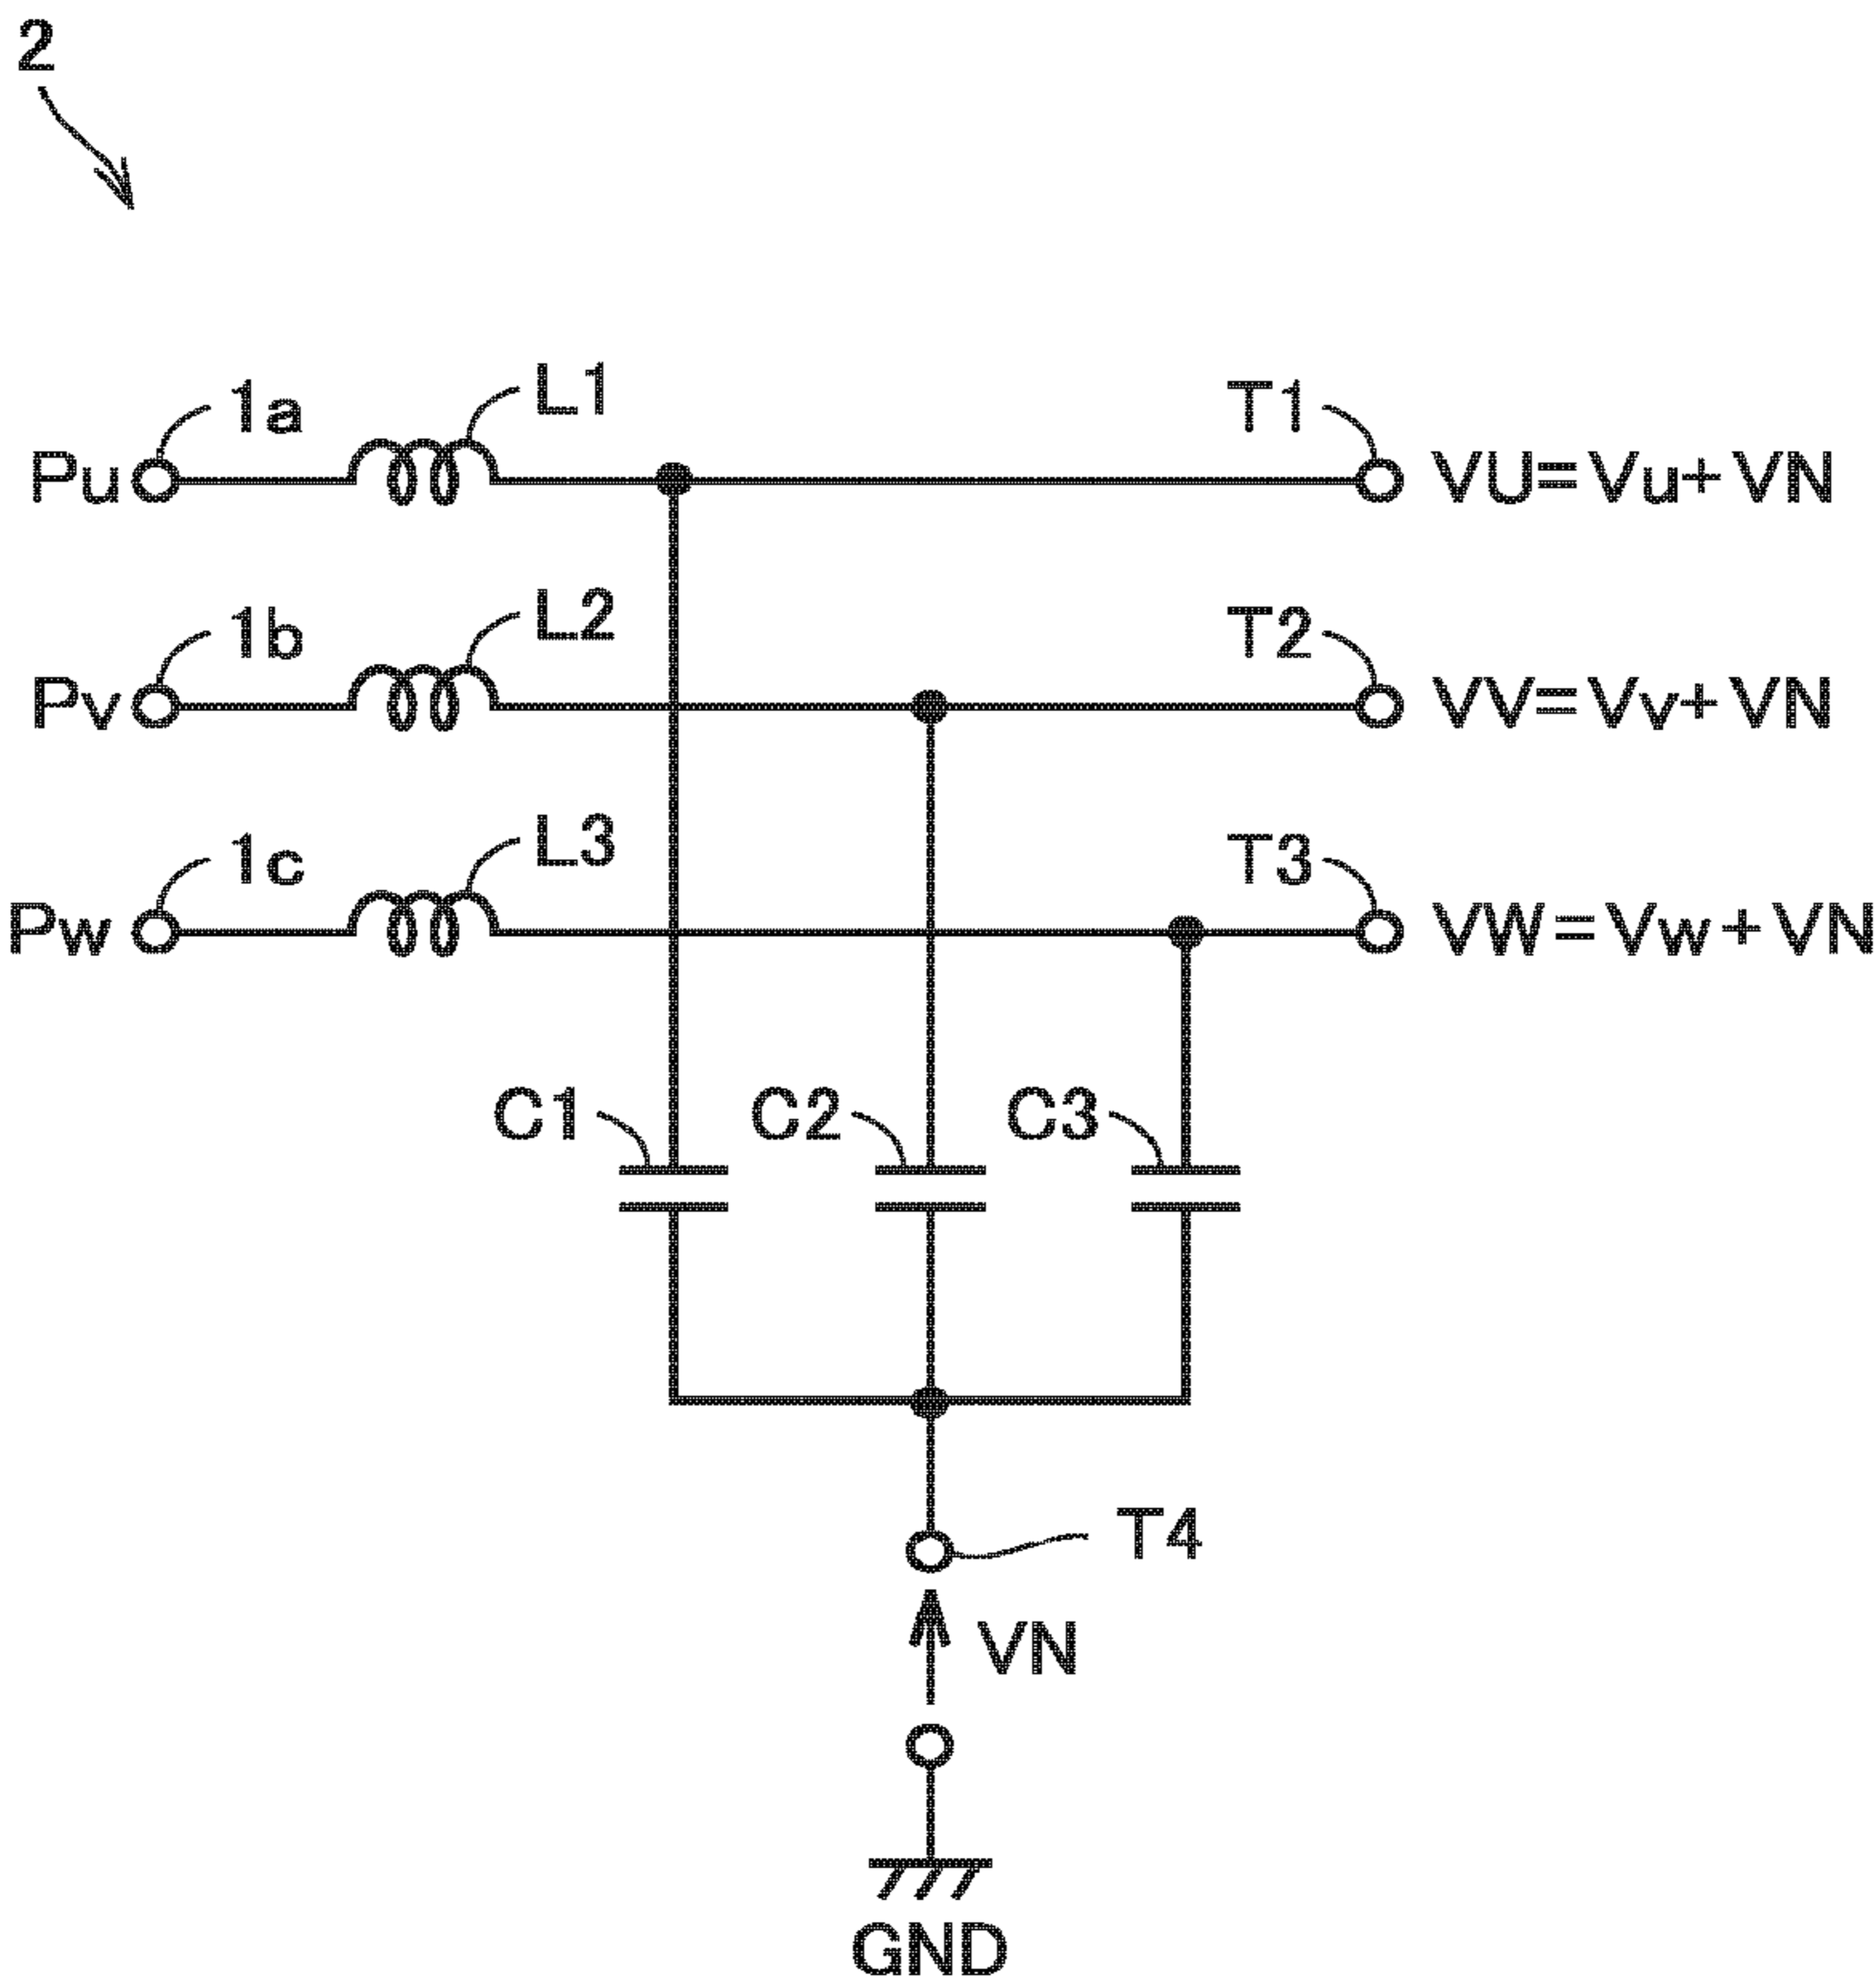 2
1a L1 T1
Pu VU=Vu+VN
1b L2 T2
Pv VV=Vv+VN
1c L3 T3
Pw VW=Vw+VN
C1 C2 C3
T4
VN
GND